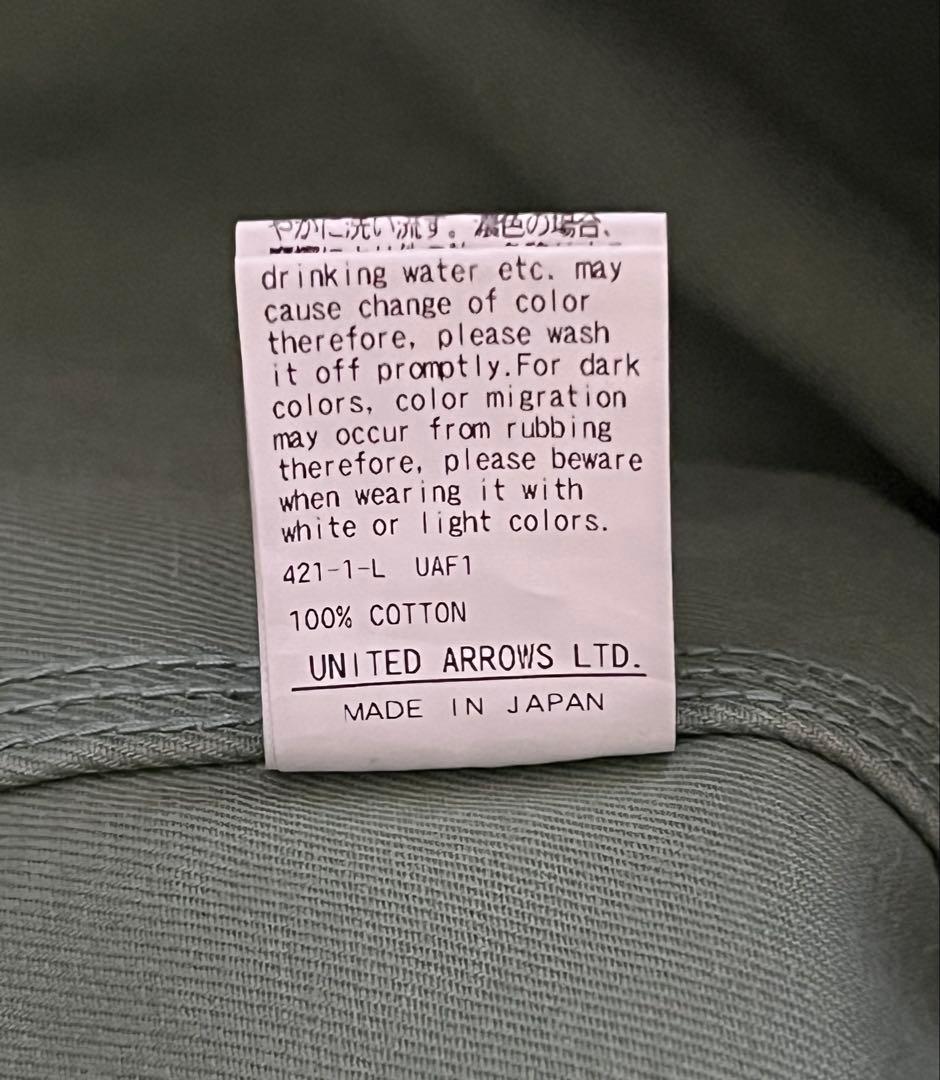 やかに洗い流す。濃色の場合、
drinking water etc. may
cause change of color
therefore, please wash
it off promptly.For dark
colors, color migration
may occur from rubbing
therefore, please beware
when wearing it with
white or light colors.
421-1-L UAF1
100% COTTON
UNITED ARROWS LTD.
MADE IN JAPAN